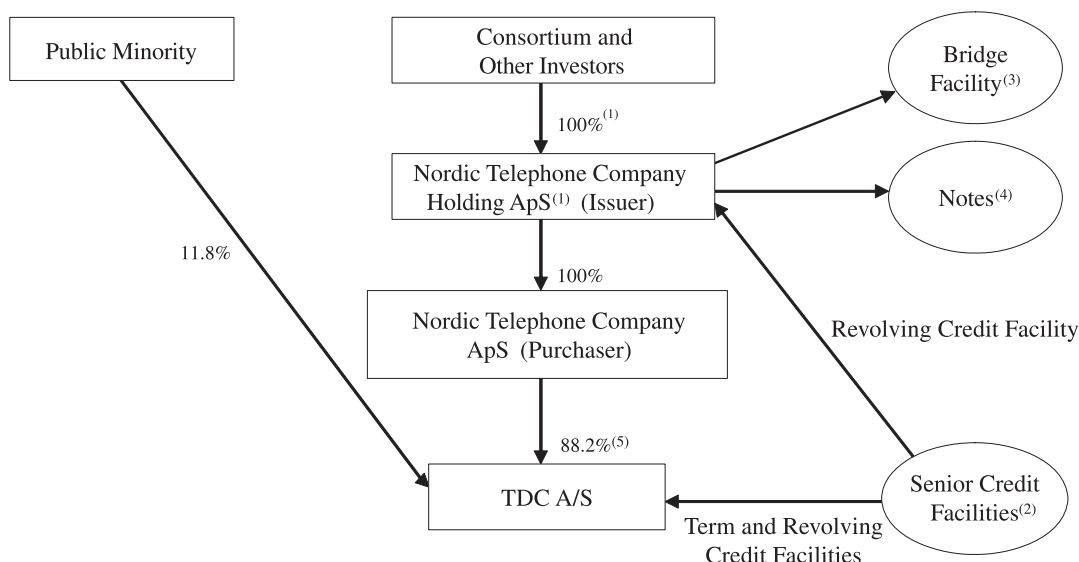 Public Minority
Consortium and
Other Investors
Bridge
Facility(3)
100%(1)
Nordic Telephone Company
Holding ApS(1) (Issuer)
Notes(4)
11.8%
100%
Nordic Telephone Company
ApS (Purchaser)
Revolving Credit Facility
88.2%(5)
TDC A/S
Senior Credit
Facilities(2)
Term and Revolving
Credit Facilities